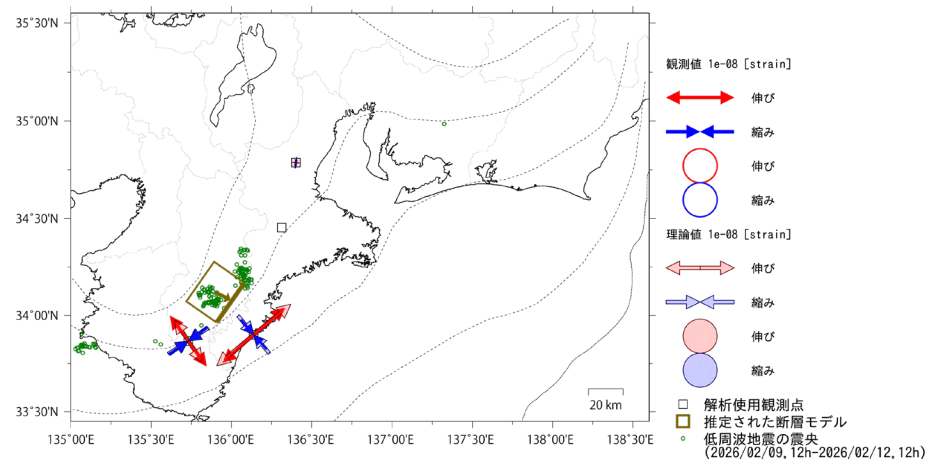 35°30'N
35°00'N
34°30'N
34°00'N
33°30'N
135°00'E 135°30'E 136°00'E 136°30'E 137°00'E 137°30'E 138°00'E 138°30'E
20 km
観測値 1e-08 [strain]
伸び
縮み
伸び
縮み
理論値 1e-08 [strain]
伸び
縮み
伸び
縮み
解析使用観測点
推定された断層モデル
低周波地震の震央
(2026/02/09,12h-2026/02/12,12h)